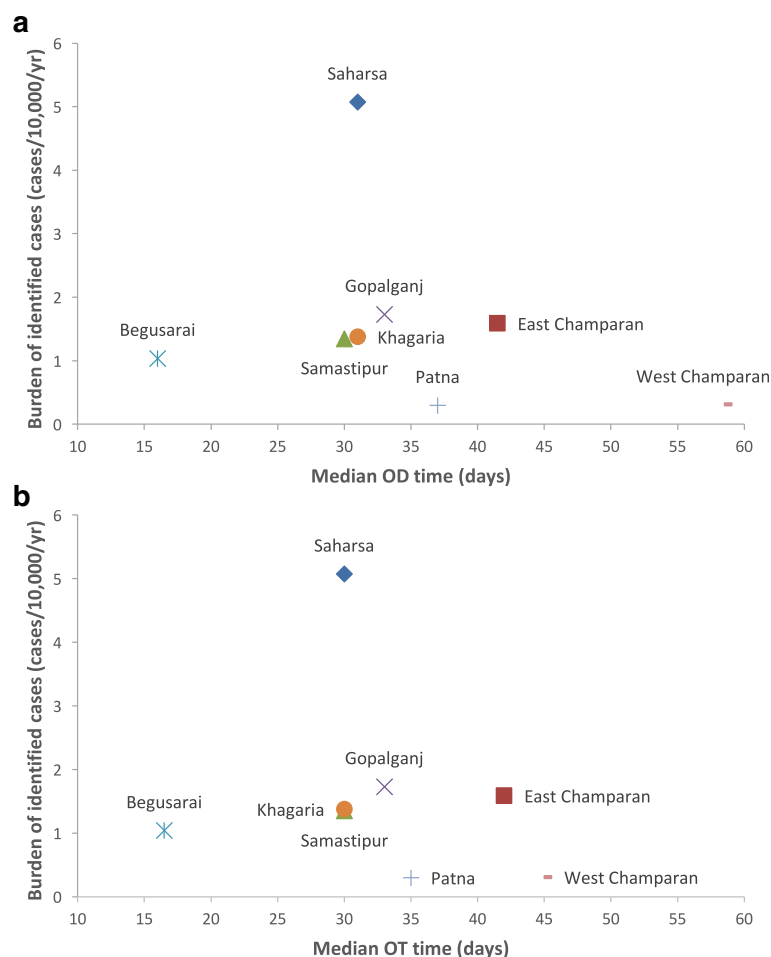 a
Burden of identified cases (cases/10,000/yr)
6
5
4
3
2
1
0
Saharsa
Gopalganj
Begusarai
East Champaran
Khagaria
Samastipur
Patna
West Champaran
10 15 20 25 30 35 40 45 50 55 60
Median OD time (days)
b
Burden of identified cases (cases/10,000/yr)
6
5
4
3
2
1
0
Saharsa
Gopalganj
Begusarai
East Champaran
Khagaria
Samastipur
Patna
West Champaran
10 15 20 25 30 35 40 45 50 55 60
Median OT time (days)